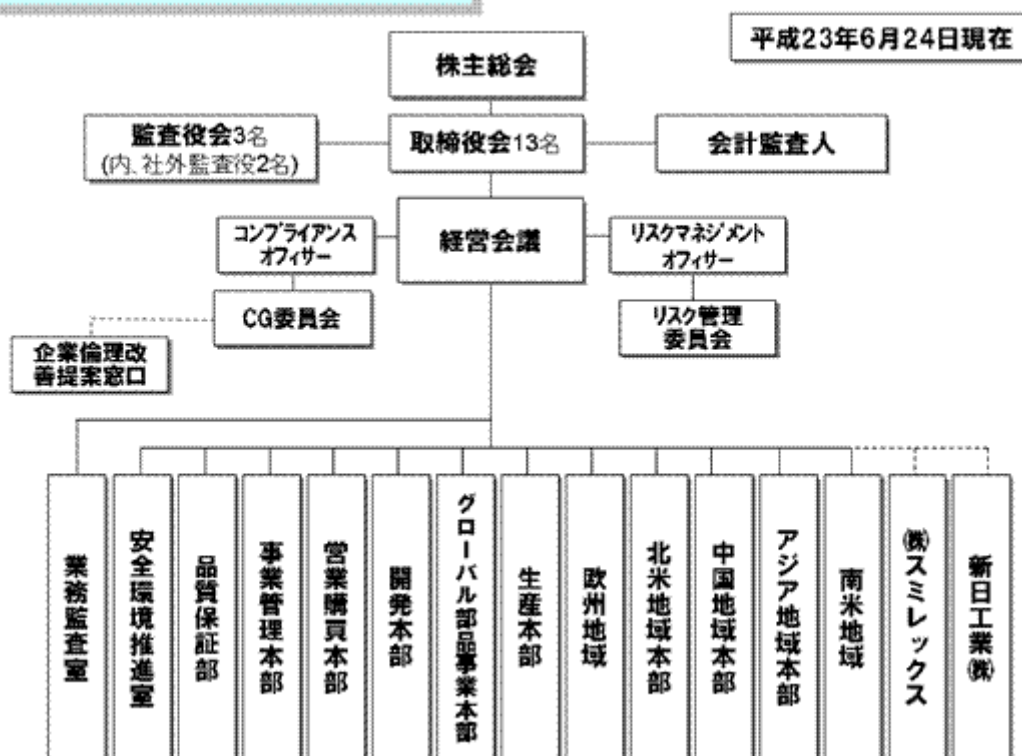 平成23年6月24日現在
株主総会
監査役会3名
(内、社外監査役2名)
取締役会13名
会計監査人
コンプライアンス
オフィサー
経営会議
リスクマネジメント
オフィサー
CG委員会
リスク管理
委員会
企業倫理改
善提案窓口
業務監査室
安全環境推進室
品質保証部
事業管理本部
営業購買本部
開発本部
グローバル部品事業本部
生産本部
欧州地域
北米地域本部
中国地域本部
アジア地域本部
南米地域
㈱スミレックス
新日工業㈱